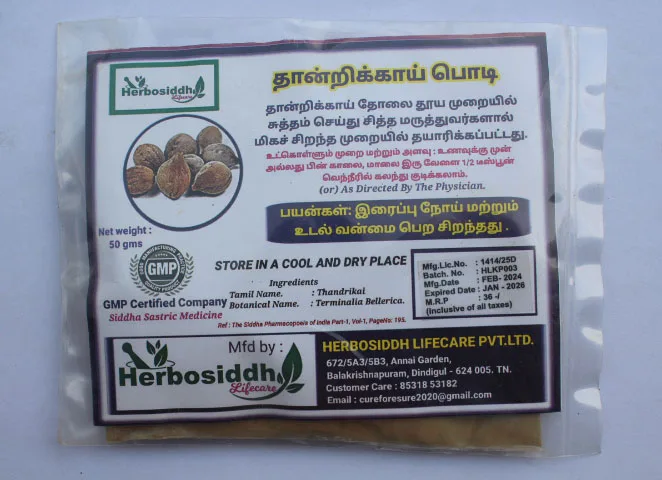 Herbosiddh
Lifecare
தான்றிக்காய் பொடி
தான்றிக்காய் தோலை தூய முறையில்
சுத்தம் செய்து சித்த மருத்துவர்களால்
மிகச் சிறந்த முறையில் தயாரிக்கப்பட்டது.
உட்கொள்ளும் முறை மற்றும் அளவு : உணவுக்கு முன்
அல்லது பின் காலை, மாலை இரு வேளை 1/2 டீஸ்பூன்
வெந்நீரில் கலந்து குடிக்கலாம்.
(or) As Directed By The Physician.
பயன்கள்: இரைப்பு நோய் மற்றும்
உடல் வன்மை பெற சிறந்தது .
Net weight :
50 gms
GMP
GMP Certified Company
Siddha Sastric Medicine
STORE IN A COOL AND DRY PLACE
Ingredients
Tamil Name. : Thandrikai
Botanical Name. : Terminalia Bellerica.
Ref : The Siddha Pharmacopoeia of India Part-1, Vol-1, PageNo: 195.
Mfg.Lic.No. : 1414/25D
Batch. No. : HLKP003
Mfg.Date : FEB- 2024
Expired Date : JAN - 2026
M.R.P : 36 -/
(inclusive of all taxes)
Mfd by :
Herbosiddh
Lifecare
HERBOSIDDH LIFECARE PVT.LTD.
672/5A3/5B3, Annai Garden,
Balakrishnapuram, Dindigul - 624 005. TN.
Customer Care : 85318 53182
Email : cureforesure2020@gmail.com